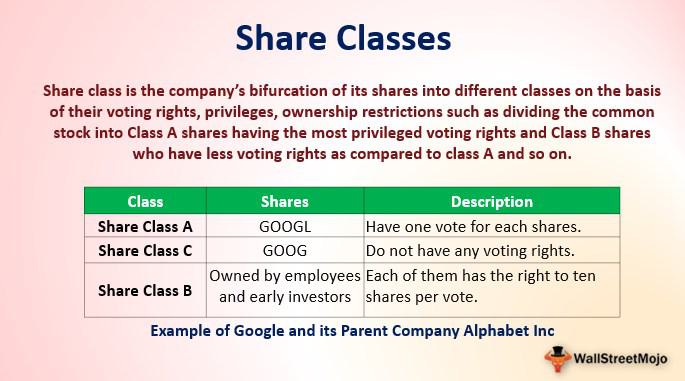 Share Classes
Share class is the company's bifurcation of its shares into different classes on the basis
of their voting rights, privileges, ownership restrictions such as dividing the common
stock into Class A shares having the most privileged voting rights and Class B shares
who have less voting rights as compared to class A and so on.
Class Shares Description
Share Class A GOOGL Have one vote for each shares.
Share Class C GOOG Do not have any voting rights.
Share Class B Owned by employees and early investors Each of them has the right to ten shares per vote.
Example of Google and its Parent Company Alphabet Inc
WallStreetMojo